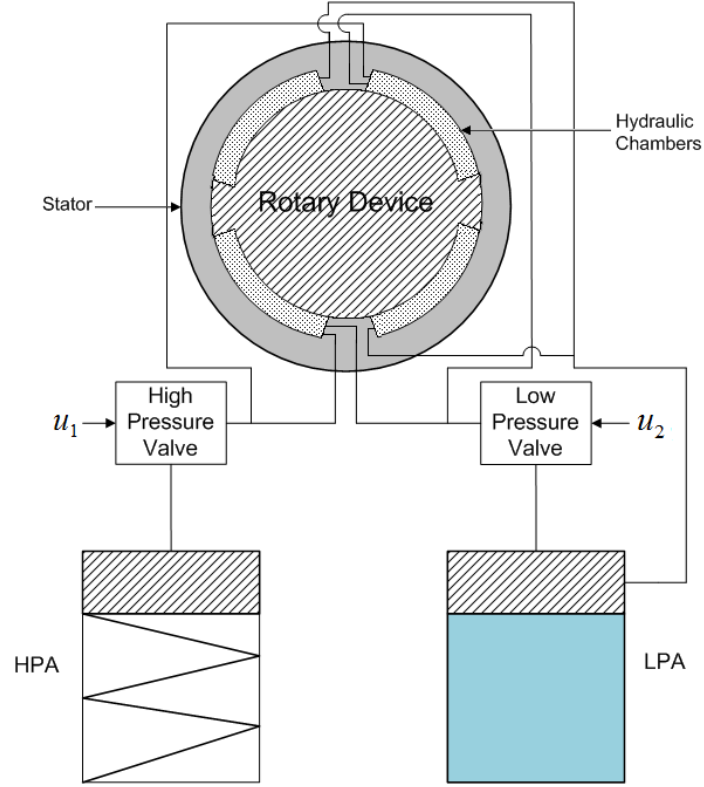 Hydraulic
Chambers
Stator
Rotary Device
High
Pressure
Valve
u₁
Low
Pressure
Valve
u₂
HPA
LPA